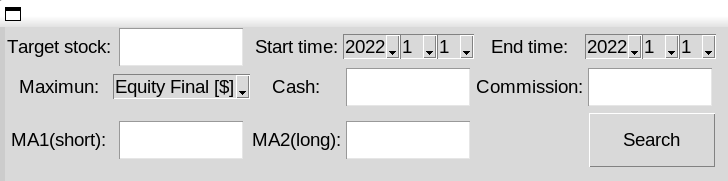 Target stock: Start time: 2022 1 1 End time: 2022 1 1
Maximun: Equity Final [$] Cash: Commission:
MA1(short): MA2(long): Search